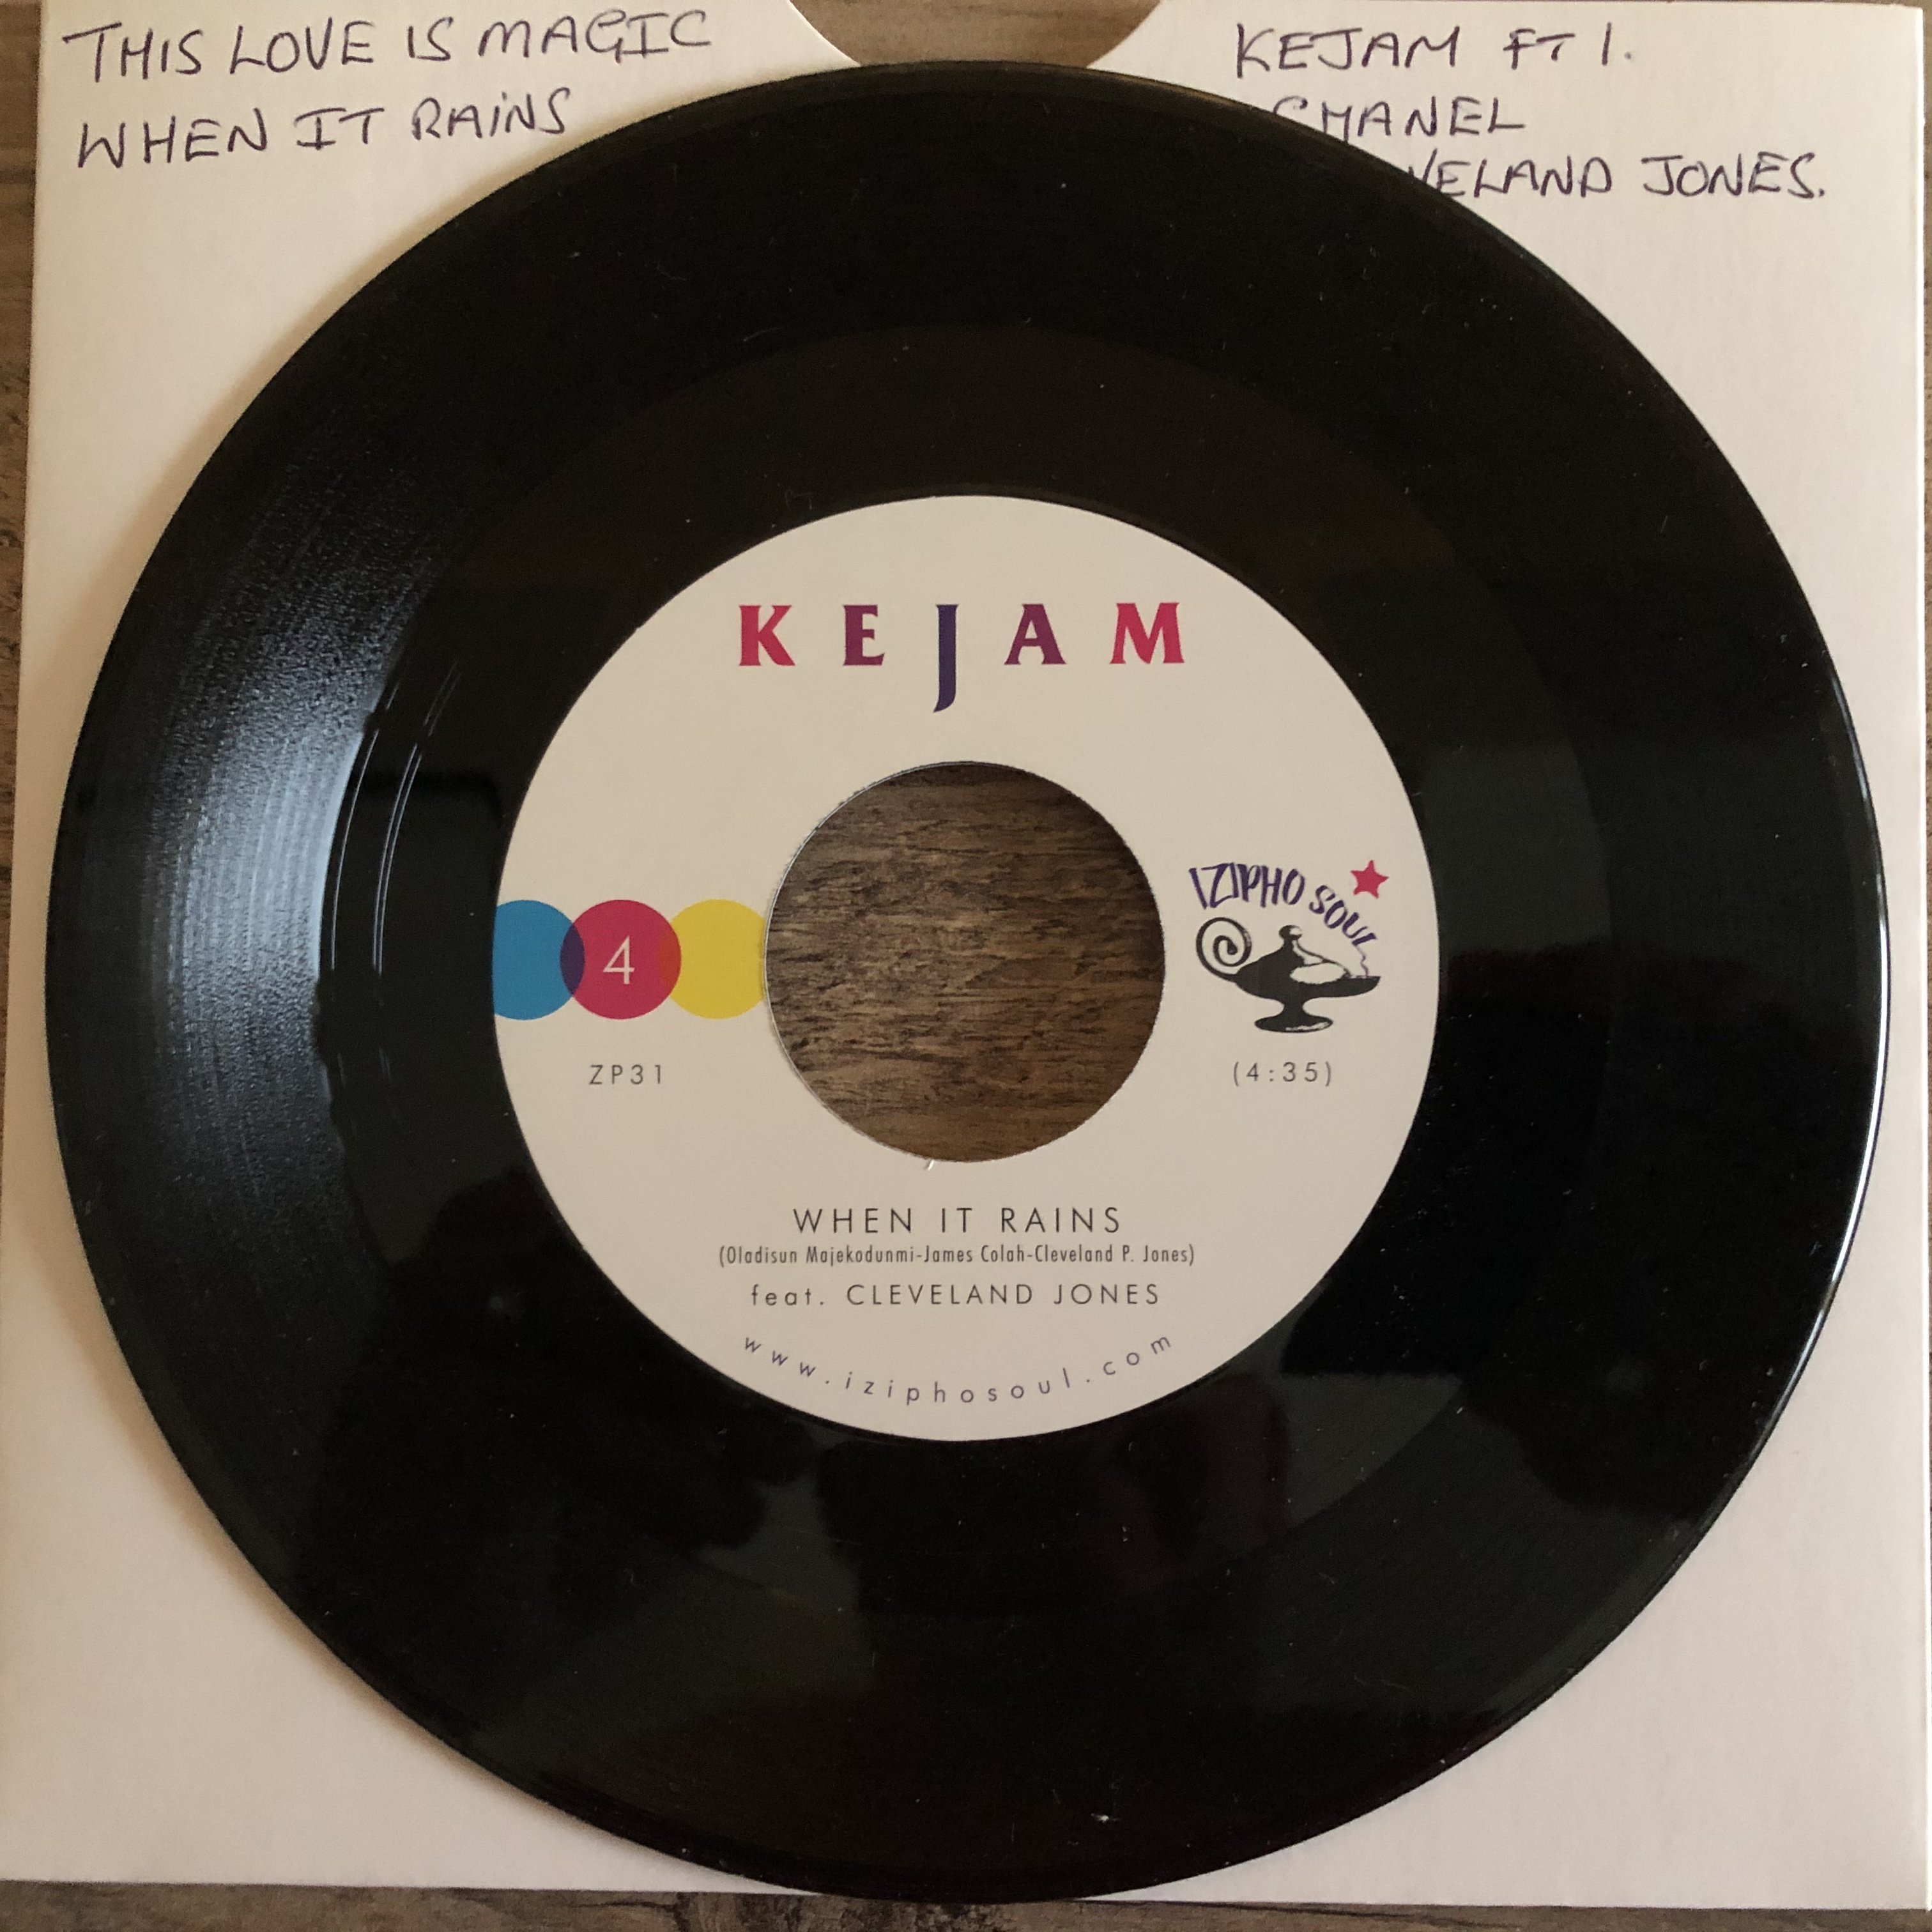 THIS LOVE IS MAGIC
WHEN IT RAINS
KEJAM FT 1.
CHANEL
VELAND JONES.
KEJAM
IZIPHO SOUL
4
ZP31
(4:35)
WHEN IT RAINS
(Oladisun Majekodunmi-James Colah-Cleveland P. Jones)
feat. CLEVELAND JONES
www.iziphosoul.com